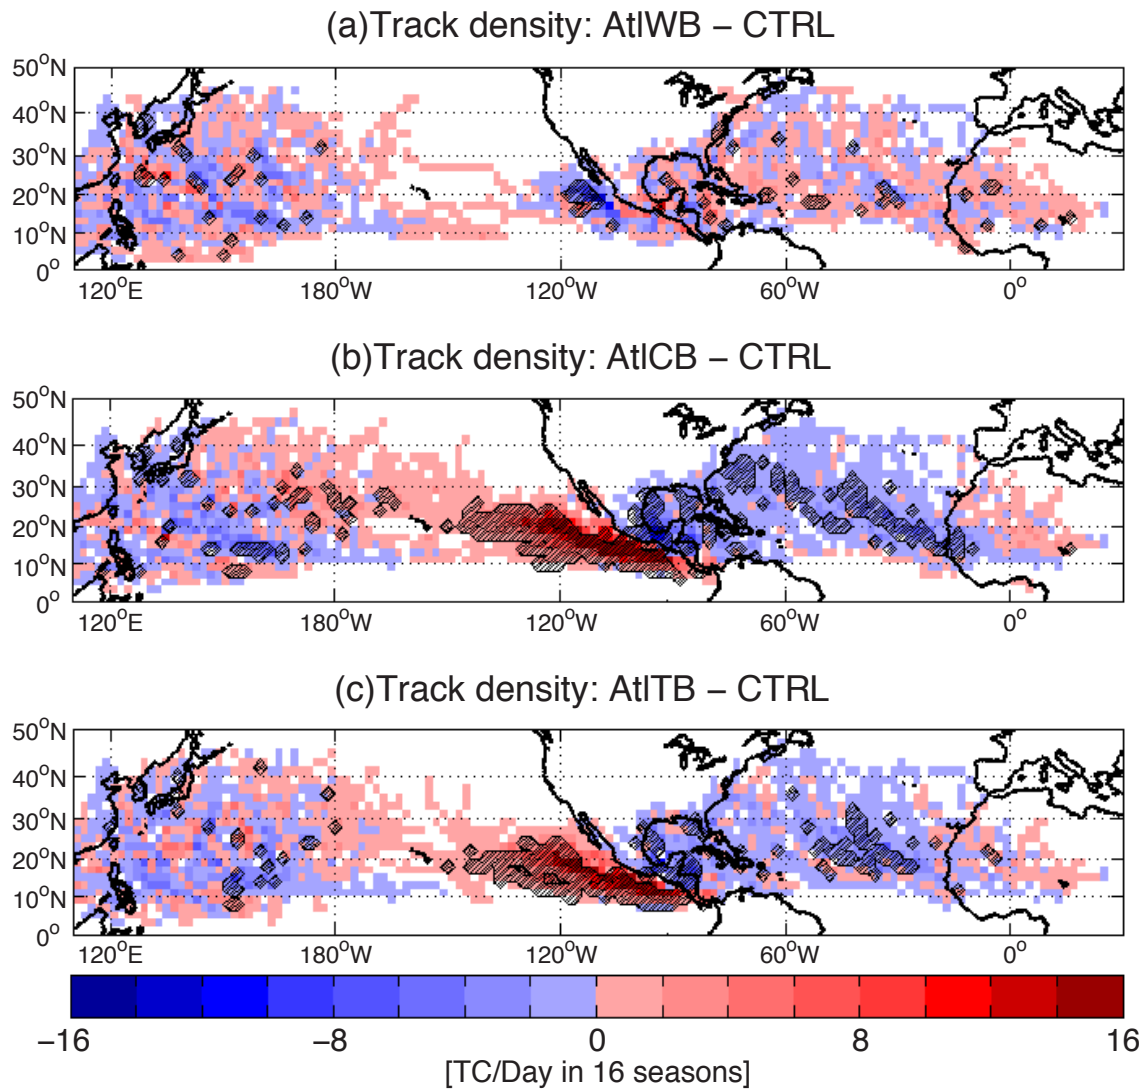 (a)Track density: AtlWB − CTRL
50°N
40°N
30°N
20°N
10°N
0°
120°E 180°W 120°W 60°W 0°
(b)Track density: AtlCB − CTRL
50°N
40°N
30°N
20°N
10°N
0°
120°E 180°W 120°W 60°W 0°
(c)Track density: AtlTB − CTRL
50°N
40°N
30°N
20°N
10°N
0°
120°E 180°W 120°W 60°W 0°
−16 −8 0 8 16
[TC/Day in 16 seasons]